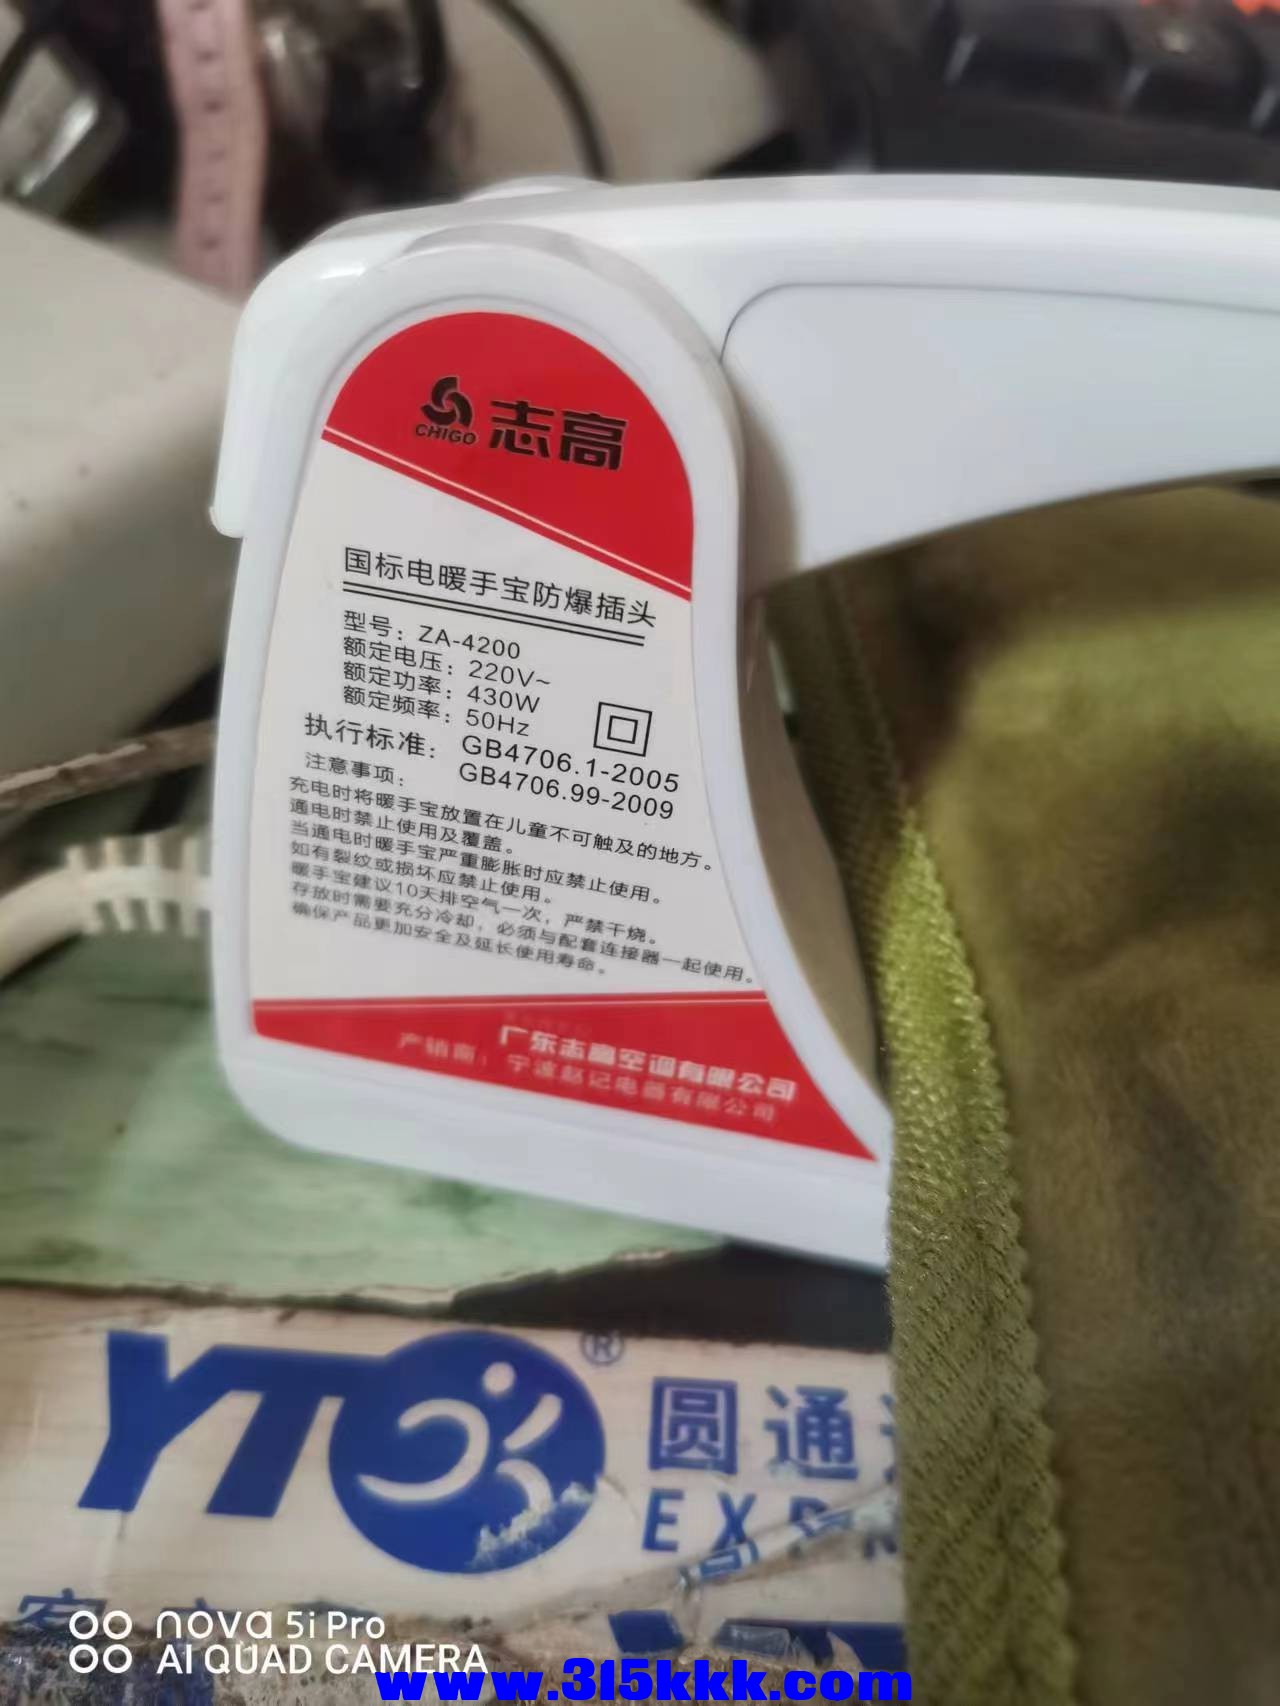 CHIGO 志高
国标电暖手宝防爆插头
型号：ZA-4200
额定电压：220V~
额定功率：430W
额定频率：50Hz
执行标准：GB4706.1-2005
GB4706.99-2009
注意事项：
充电时将暖手宝放置在儿童不可触及的地方。
通电时禁止使用及覆盖。
当通电时暖手宝严重膨胀时应禁止使用。
如有裂纹或损坏应禁止使用。
暖手宝建议10天排空气一次，严禁干烧。
存放时需要充分冷却，必须与配套连接器一起使用。
确保产品更加安全及延长使用寿命。
广东志高空调有限公司
产销商：宁波赵记电器有限公司
YTO ®
圆通
EXP
nova 5i Pro
AI QUAD CAMERA
www.315kkk.com